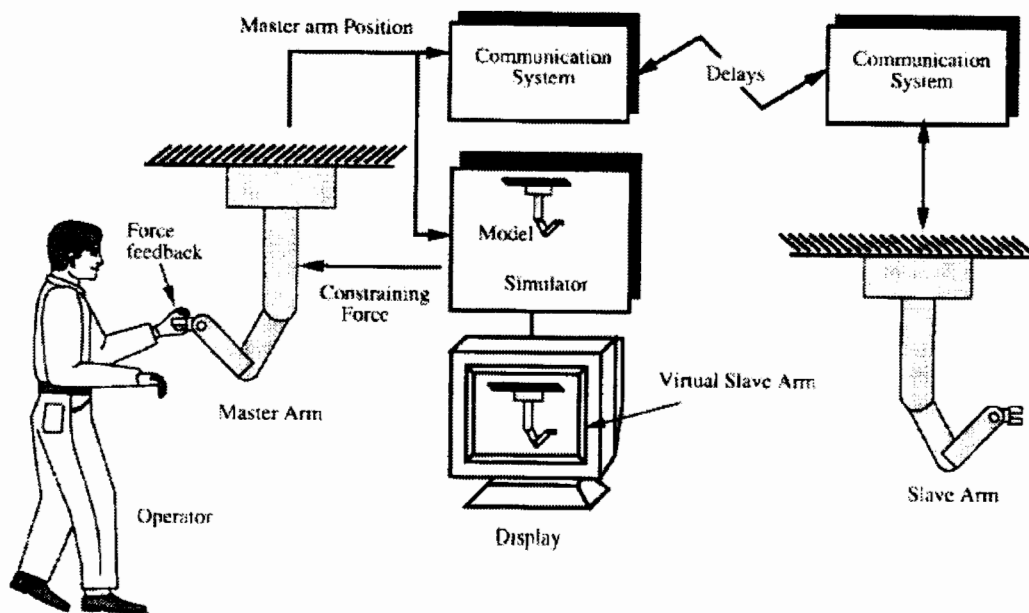 Master arm Position
Communication
System
Delays
Communication
System
Force
feedback
Model
Simulator
Constraining
Force
Master Arm
Virtual Slave Arm
Slave Arm
Operator
Display